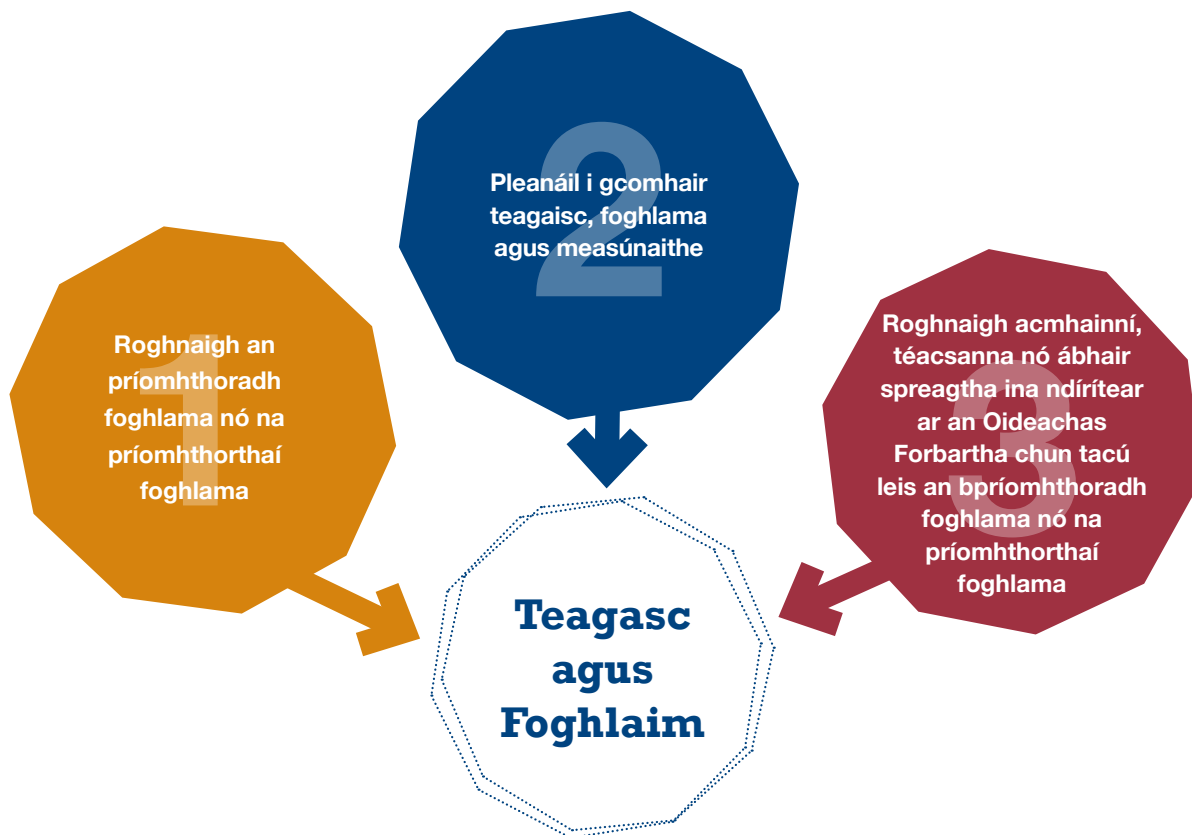 1
Roghnaigh an
príomhthoradh
foghlama nó na
príomhthorthaí
foghlama
2
Pleanáil i gcomhair
teagaisc, foghlama
agus measúnaithe
3
Roghnaigh acmhainní,
téacsanna nó ábhair
spreagtha ina ndírítear
ar an Oideachas
Forbartha chun tacú
leis an bpríomhthoradh
foghlama nó na
príomhthorthaí
foghlama
Teagasc
agus
Foghlaim